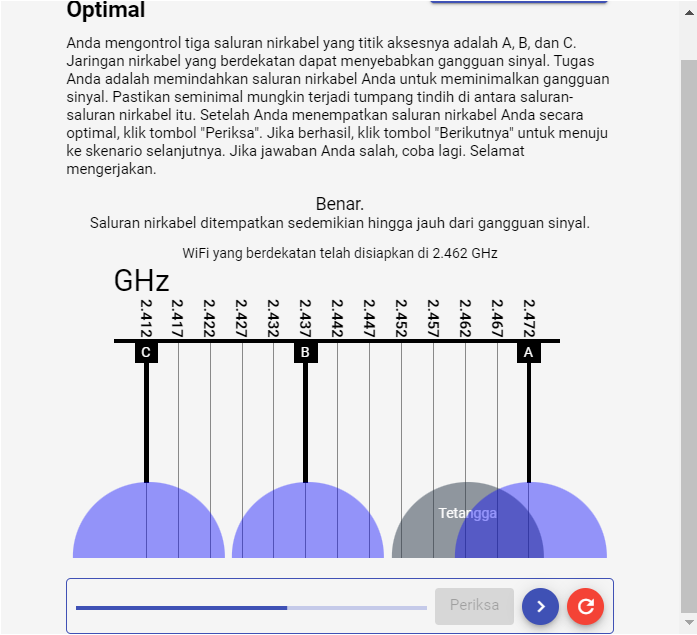 Optimal
Anda mengontrol tiga saluran nirkabel yang titik aksesnya adalah A, B, dan C.
Jaringan nirkabel yang berdekatan dapat menyebabkan gangguan sinyal. Tugas
Anda adalah memindahkan saluran nirkabel Anda untuk meminimalkan gangguan
sinyal. Pastikan seminimal mungkin terjadi tumpang tindih di antara saluran-
saluran nirkabel itu. Setelah Anda menempatkan saluran nirkabel Anda secara
optimal, klik tombol "Periksa". Jika berhasil, klik tombol "Berikutnya" untuk menuju
ke skenario selanjutnya. Jika jawaban Anda salah, coba lagi. Selamat
mengerjakan.
Benar.
Saluran nirkabel ditempatkan sedemikian hingga jauh dari gangguan sinyal.
WiFi yang berdekatan telah disiapkan di 2.462 GHz
GHz
2.412 2.417 2.422 2.427 2.432 2.437 2.442 2.447 2.452 2.457 2.462 2.467 2.472
C B A
Tetangga
Periksa